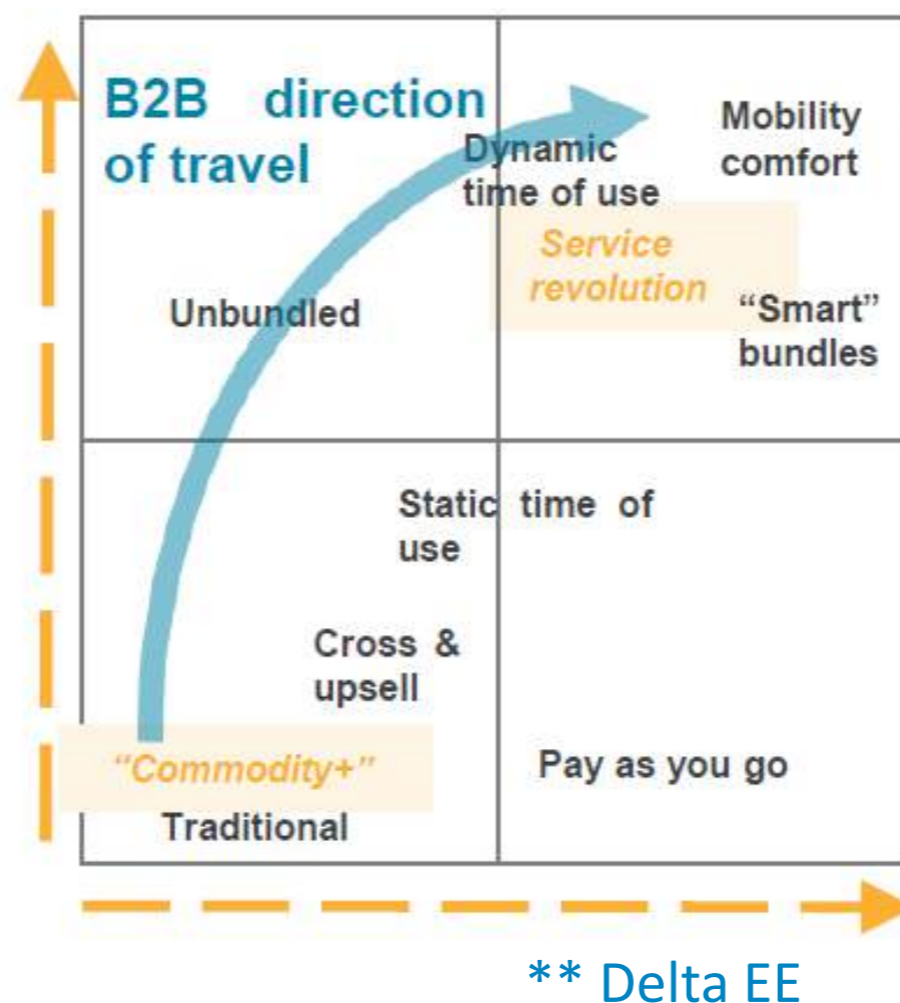 B2B direction
of travel
Mobility
comfort
Dynamic
time of use
Service
revolution
“Smart”
bundles
Unbundled
Static time of
use
Cross &
upsell
“Commodity+”
Traditional
Pay as you go
** Delta EE